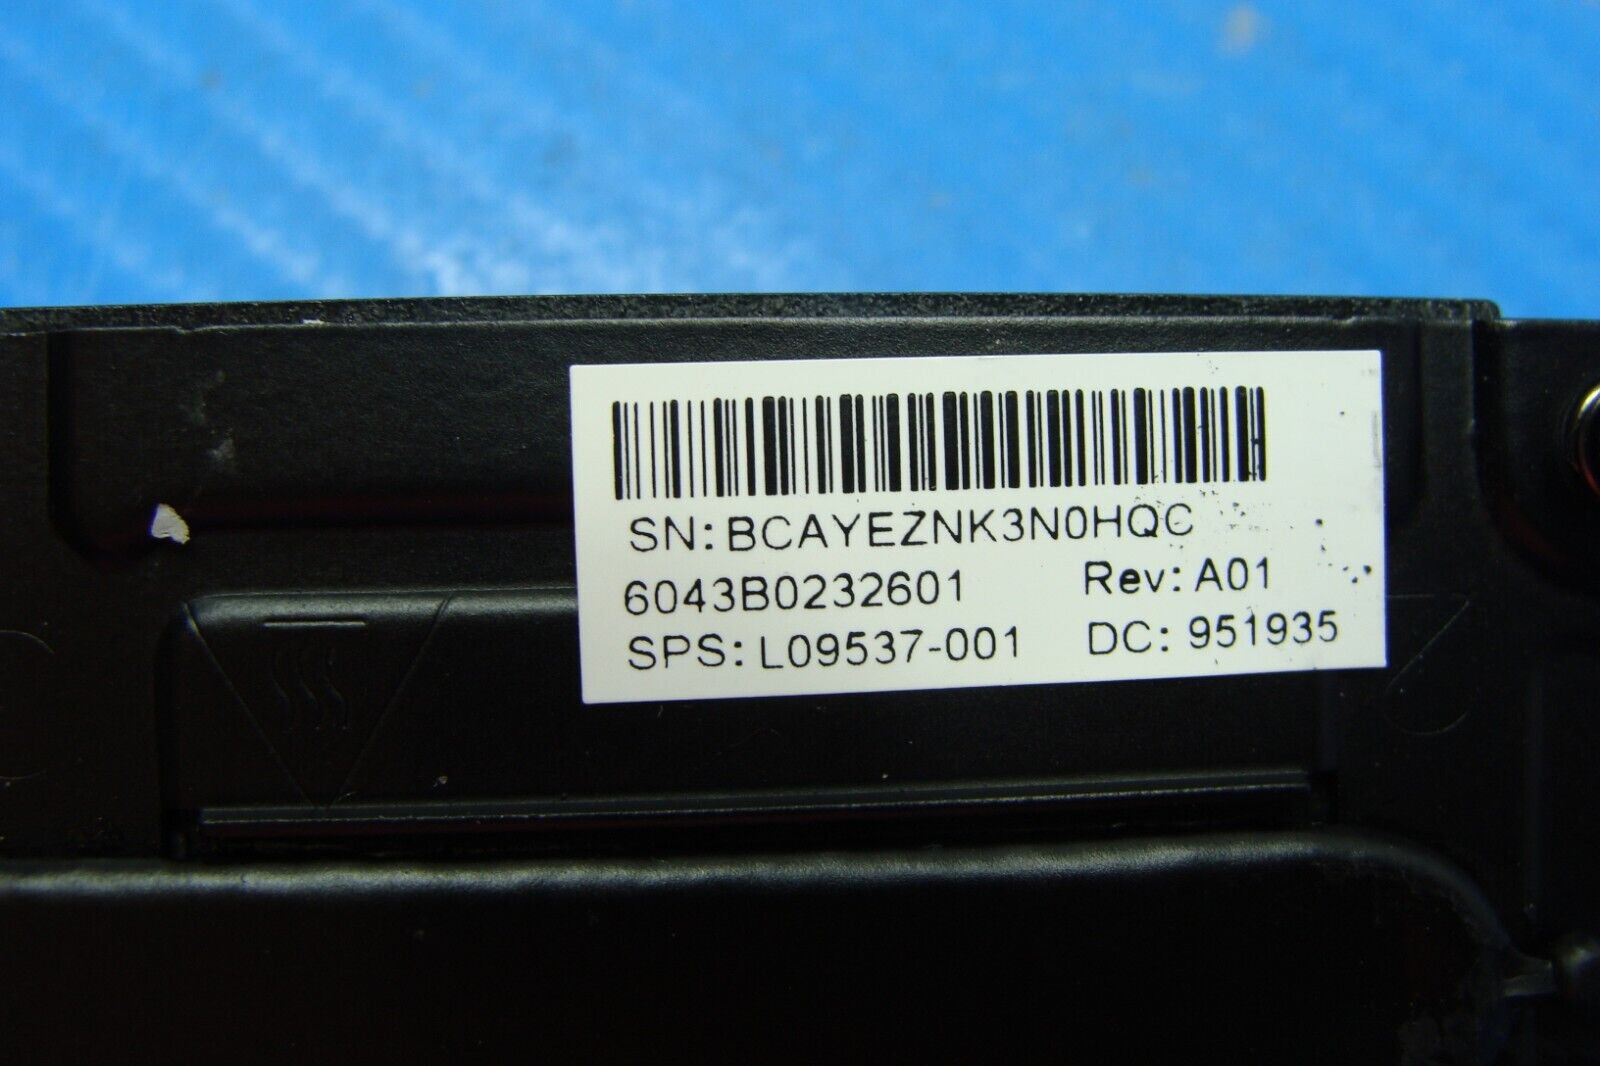 SN: BCAYEZNK3N0HQC
6043B0232601 Rev: A01
SPS: L09537-001 DC: 951935